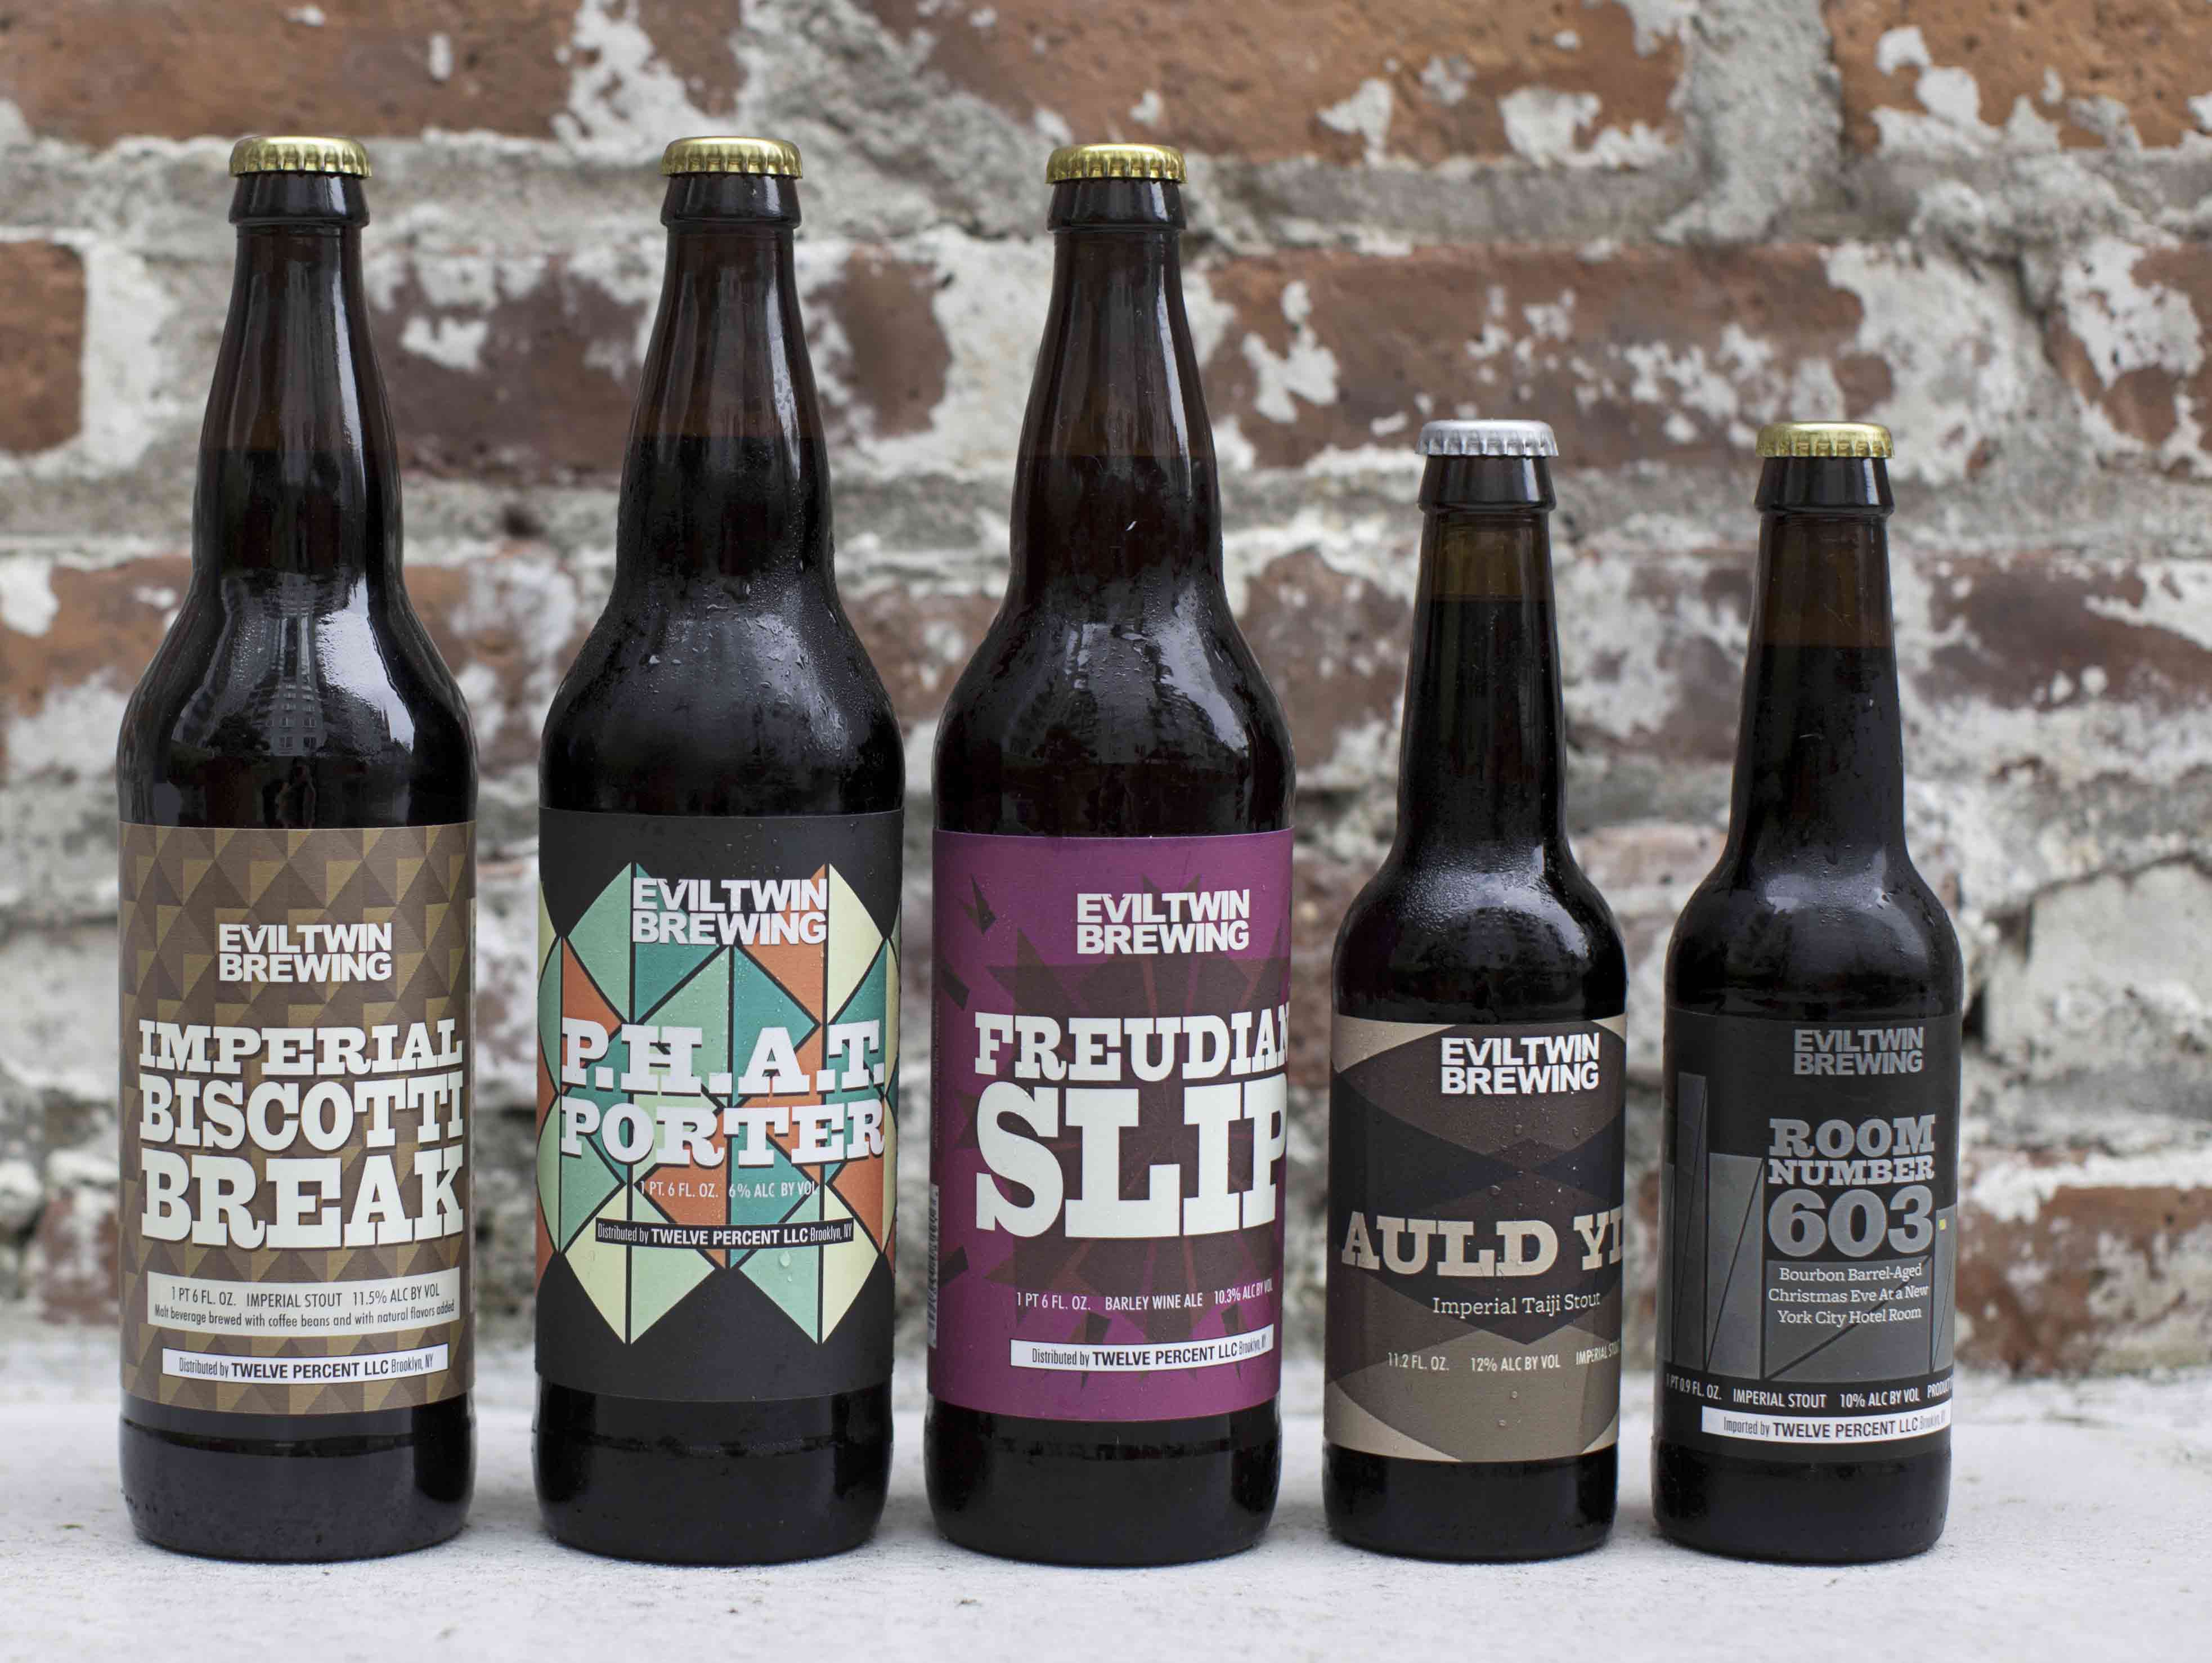 EVILTWIN
BREWING
IMPERIAL
BISCOTTI
BREAK
1 PT 6 FL. OZ. IMPERIAL STOUT 11.5% ALC BY VOL
Malt beverage brewed with coffee beans and with natural flavors added
Distributed by TWELVE PERCENT LLC Brooklyn, NY
EVILTWIN
BREWING
P.H.A.T.
PORTER
1 PT. 6 FL. OZ. 6% ALC BY VOL
Distributed by TWELVE PERCENT LLC Brooklyn, NY
EVILTWIN
BREWING
FREUDIAN
SLIP
1 PT 6 FL. OZ. BARLEY WINE ALE 10.3% ALC BY VOL
Distributed by TWELVE PERCENT LLC Brooklyn, NY
EVILTWIN
BREWING
AULD YI
Imperial Taiji Stout
11.2 FL. OZ. 12% ALC BY VOL IMPERIAL
EVILTWIN
BREWING
ROOM
NUMBER
603
Bourbon Barrel-Aged
Christmas Eve At a New
York City Hotel Room
1 PT 0.9 FL. OZ. IMPERIAL STOUT 10% ALC BY VOL
Imported by TWELVE PERCENT LLC Brooklyn